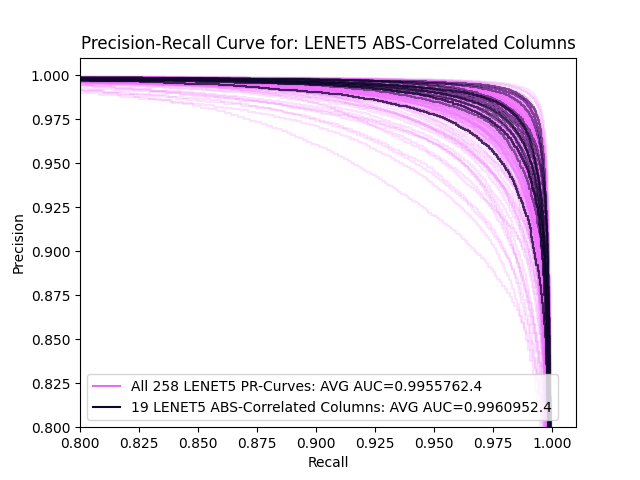 Precision-Recall Curve for: LENET5 ABS-Correlated Columns
1.000
0.975
0.950
0.925
0.900
0.875
0.850
0.825
0.800
Precision
All 258 LENET5 PR-Curves: AVG AUC=0.9955762.4
19 LENET5 ABS-Correlated Columns: AVG AUC=0.9960952.4
0.800 0.825 0.850 0.875 0.900 0.925 0.950 0.975 1.000
Recall